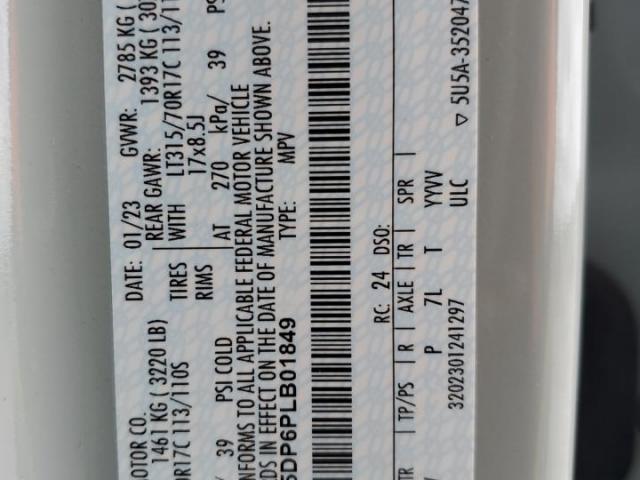 OTOR CO. DATE: 01/23 GVWR: 2785 KG (
1461 KG ( 3220 LB) REAR GAWR: 1393 KG ( 30
0R17C 113/110S TIRES WITH LT315/70R17C 113/11
RIMS 17x8.5J
39 PSI COLD AT 270 kPa/ 39 PS
NFORMS TO ALL APPLICABLE FEDERAL MOTOR VEHICLE
DS IN EFFECT ON THE DATE OF MANUFACTURE SHOWN ABOVE.
5DP6PLB01849 TYPE: MPV
RC: 24 DSO:
TR TP/PS R AXLE TR SPR
P 7L T YYVV
3202301241297 ULC ▽ 5U5A-35204